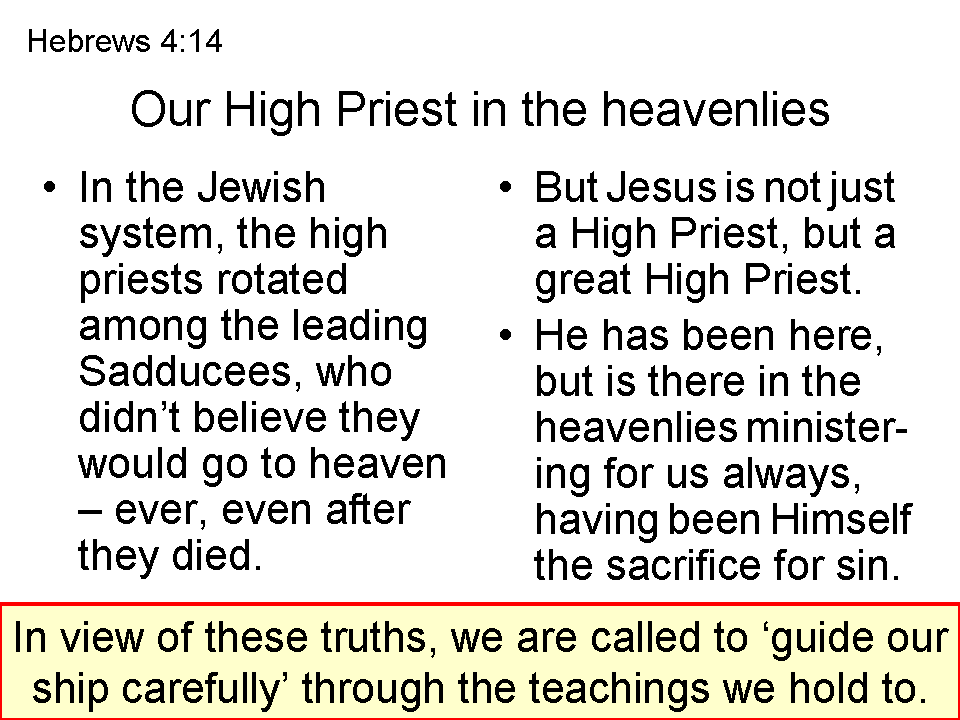 Hebrews 4:14
Our High Priest in the heavenlies
• In the Jewish
system, the high
priests rotated
among the leading
Sadducees, who
didn’t believe they
would go to heaven
– ever, even after
they died.
• But Jesus is not just
a High Priest, but a
great High Priest.
• He has been here,
but is there in the
heavenlies minister-
ing for us always,
having been Himself
the sacrifice for sin.
In view of these truths, we are called to ‘guide our
ship carefully’ through the teachings we hold to.